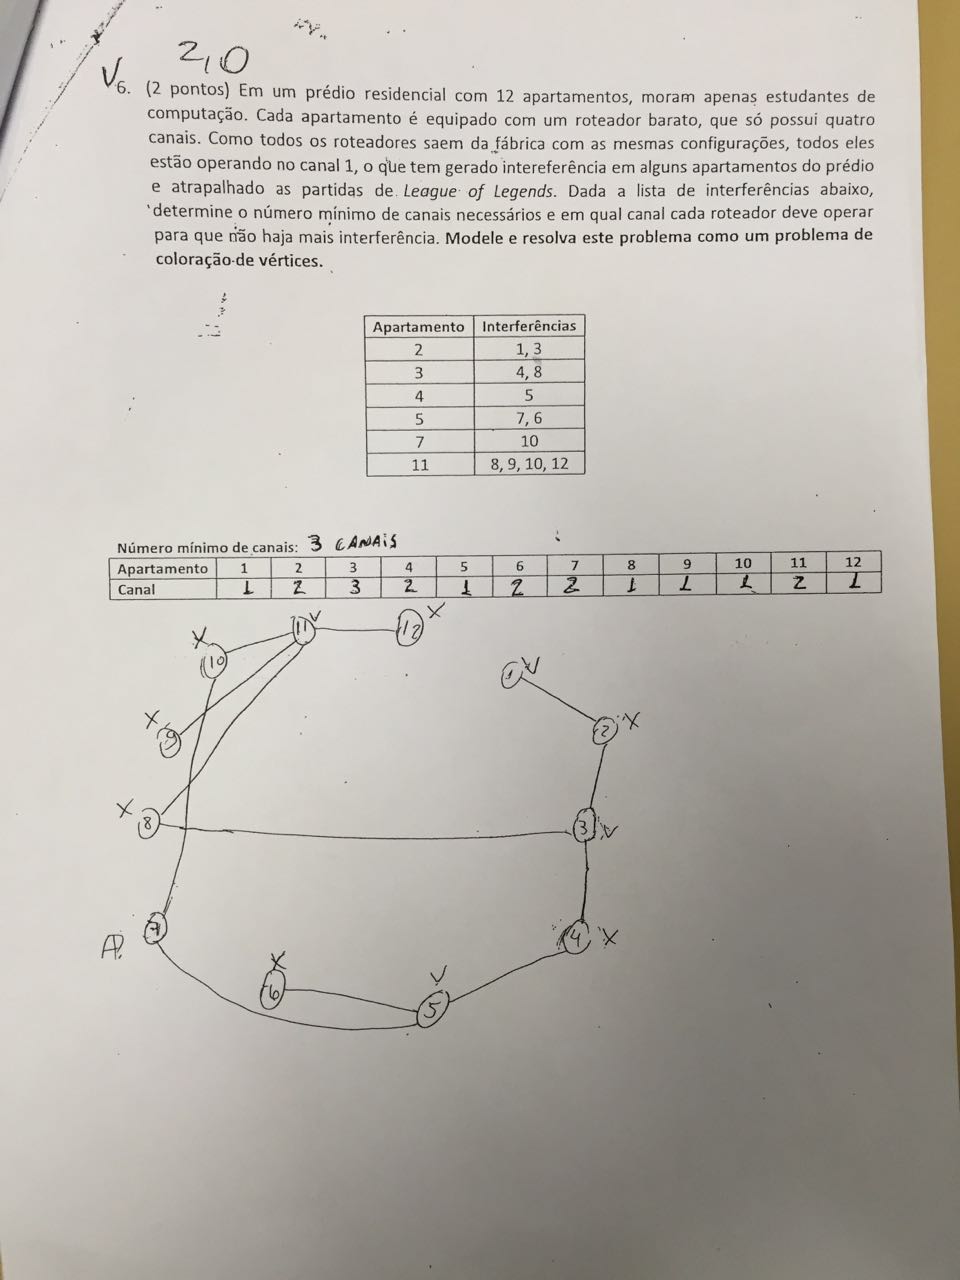 2,0
V 6. (2 pontos) Em um prédio residencial com 12 apartamentos, moram apenas estudantes de
computação. Cada apartamento é equipado com um roteador barato, que só possui quatro
canais. Como todos os roteadores saem da fábrica com as mesmas configurações, todos eles
estão operando no canal 1, o que tem gerado intereferência em alguns apartamentos do prédio
e atrapalhado as partidas de League of Legends. Dada a lista de interferências abaixo,
determine o número mínimo de canais necessários e em qual canal cada roteador deve operar
para que não haja mais interferência. Modele e resolva este problema como um problema de
coloração de vértices.
Apartamento Interferências
2 1, 3
3 4, 8
4 5
5 7, 6
7 10
11 8, 9, 10, 12
Número mínimo de canais: 3 CANAIS
Apartamento 1 2 3 4 5 6 7 8 9 10 11 12
Canal 1 2 3 2 1 2 2 1 1 1 2 1
X 10 11 V 12 X
1 V
X 9 2 X
X 8 3 V
7 4 X
X 6 V 5